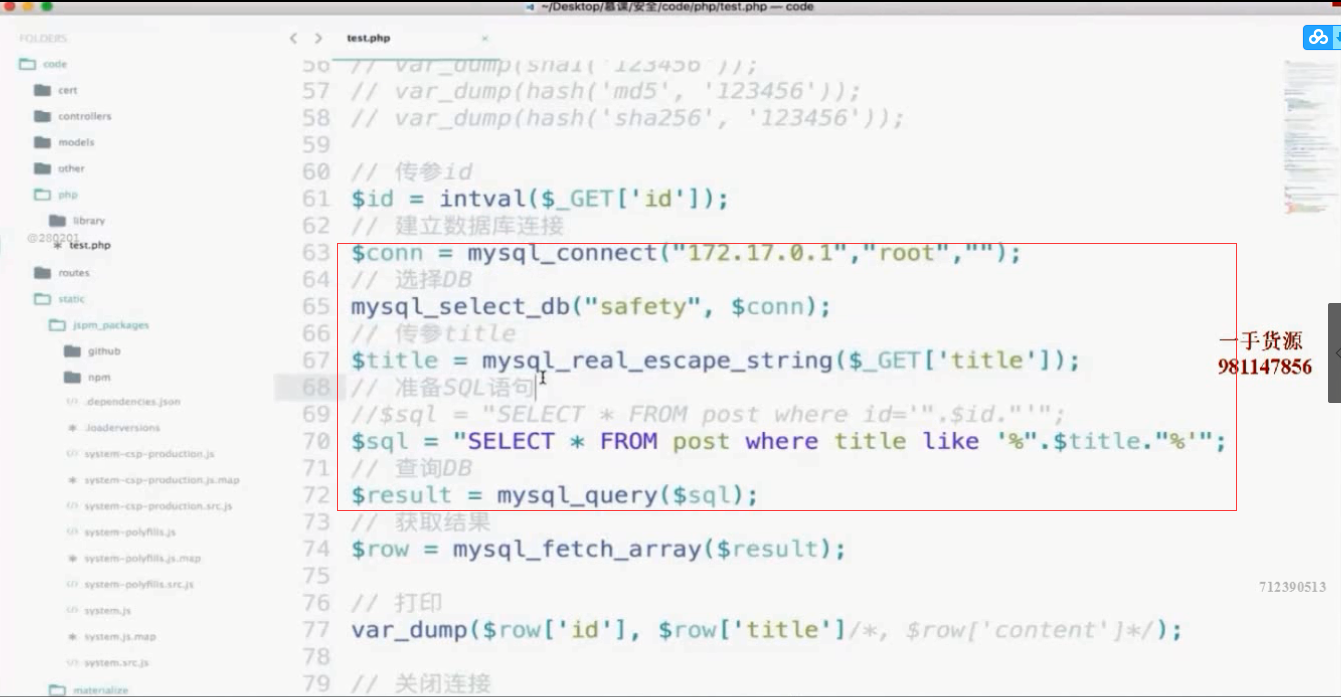 ~/Desktop/慕课/安全/code/php/test.php — code
FOLDERS
code
cert
controllers
models
other
php
library
@280201
* test.php
routes
static
jspm_packages
github
npm
</> .dependencies.json
* .loaderversions
</> system-csp-production.js
* system-csp-production.js.map
</> system-csp-production.src.js
</> system-polyfills.js
* system-polyfills.js.map
</> system-polyfills.src.js
</> system.js
* system.js.map
</> system.src.js
materialize
test.php ×
56 // var_dump(sha1('123456'));
57 // var_dump(hash('md5', '123456'));
58 // var_dump(hash('sha256', '123456'));
59
60 // 传参id
61 $id = intval($_GET['id']);
62 // 建立数据库连接
63 $conn = mysql_connect("172.17.0.1","root","");
64 // 选择DB
65 mysql_select_db("safety", $conn);
66 // 传参title
67 $title = mysql_real_escape_string($_GET['title']);
68 // 准备SQL语句
69 //$sql = "SELECT * FROM post where id='".$id."'";
70 $sql = "SELECT * FROM post where title like '%".$title."%'";
71 // 查询DB
72 $result = mysql_query($sql);
73 // 获取结果
74 $row = mysql_fetch_array($result);
75
76 // 打印
77 var_dump($row['id'], $row['title']/*, $row['content']*/);
78
79 // 关闭连接
一手货源
981147856
712390513